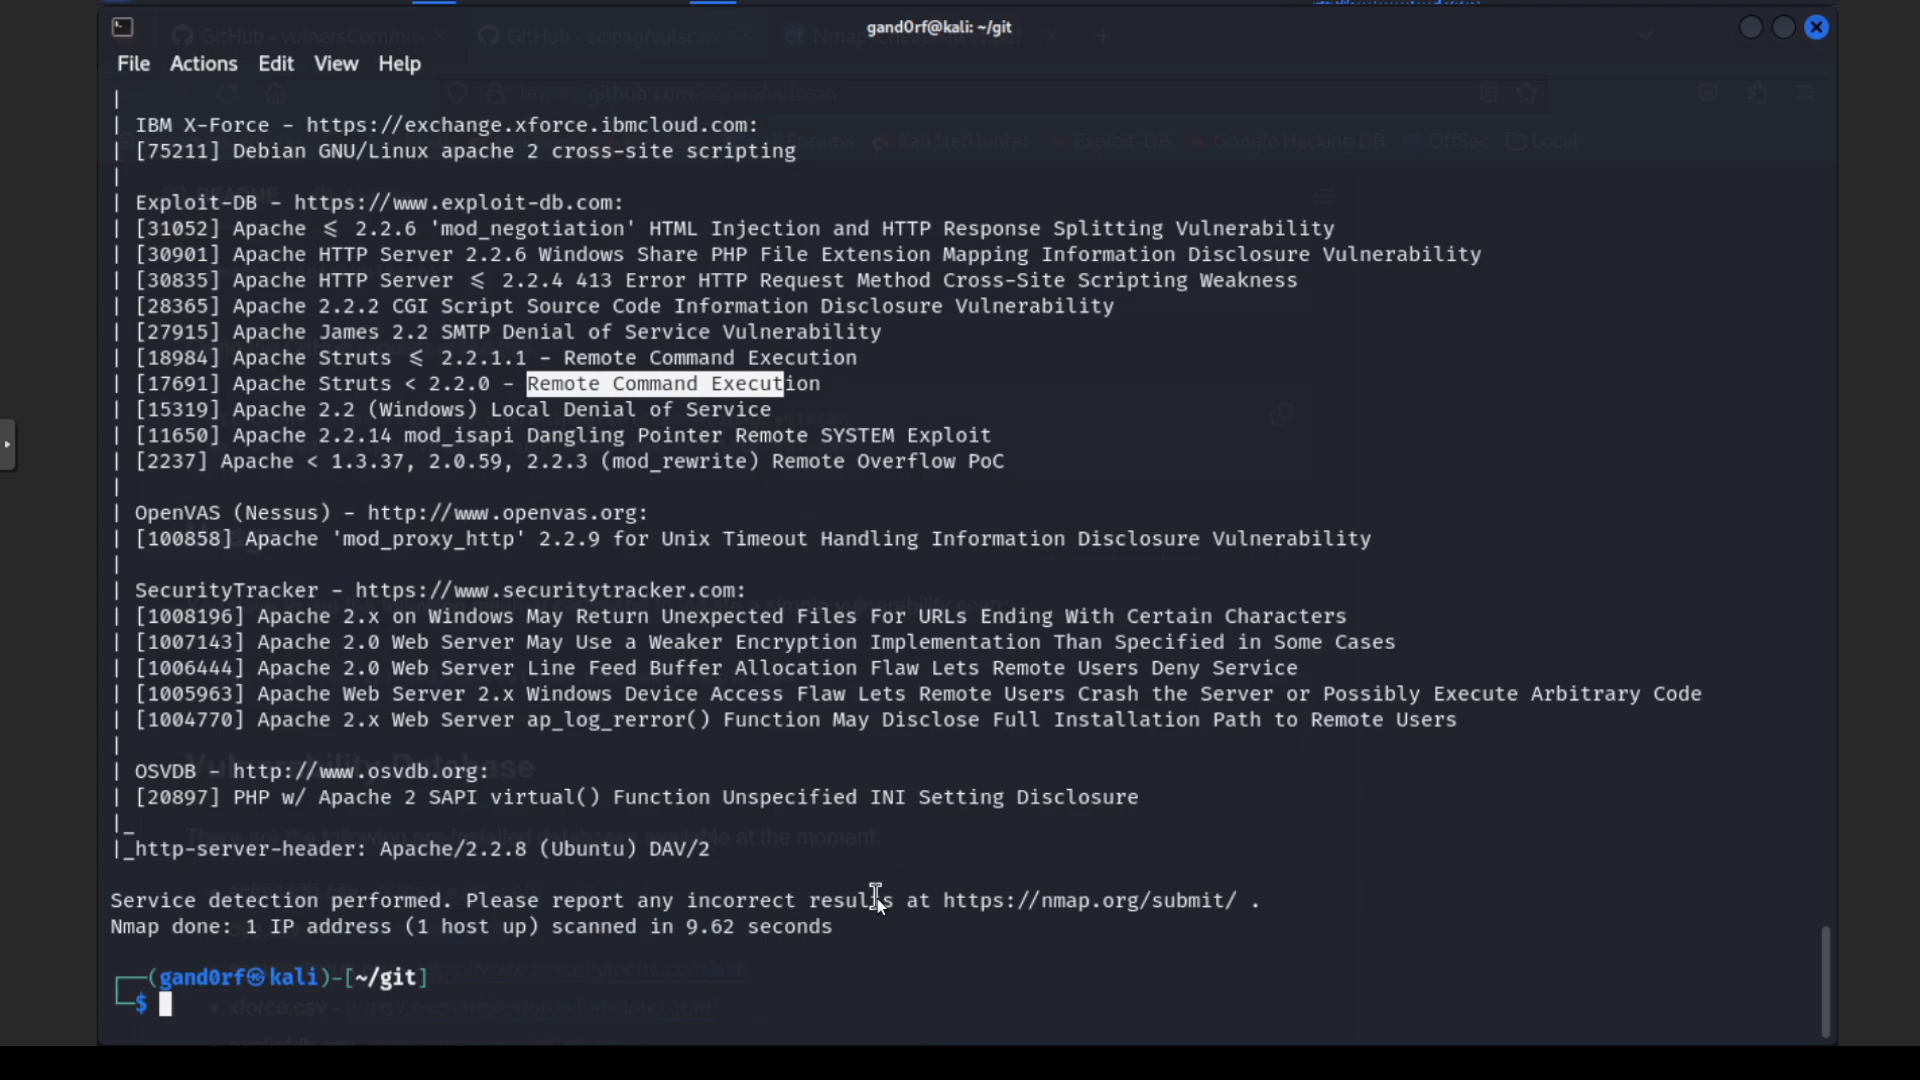 gand0rf@kali: ~/git
File Actions Edit View Help
|
| IBM X-Force - https://exchange.xforce.ibmcloud.com:
| [75211] Debian GNU/Linux apache 2 cross-site scripting
|
| Exploit-DB - https://www.exploit-db.com:
| [31052] Apache <= 2.2.6 'mod_negotiation' HTML Injection and HTTP Response Splitting Vulnerability
| [30901] Apache HTTP Server 2.2.6 Windows Share PHP File Extension Mapping Information Disclosure Vulnerability
| [30835] Apache HTTP Server <= 2.2.4 413 Error HTTP Request Method Cross-Site Scripting Weakness
| [28365] Apache 2.2.2 CGI Script Source Code Information Disclosure Vulnerability
| [27915] Apache James 2.2 SMTP Denial of Service Vulnerability
| [18984] Apache Struts <= 2.2.1.1 - Remote Command Execution
| [17691] Apache Struts < 2.2.0 - Remote Command Execution
| [15319] Apache 2.2 (Windows) Local Denial of Service
| [11650] Apache 2.2.14 mod_isapi Dangling Pointer Remote SYSTEM Exploit
| [2237] Apache < 1.3.37, 2.0.59, 2.2.3 (mod_rewrite) Remote Overflow PoC
|
| OpenVAS (Nessus) - http://www.openvas.org:
| [100858] Apache 'mod_proxy_http' 2.2.9 for Unix Timeout Handling Information Disclosure Vulnerability
|
| SecurityTracker - https://www.securitytracker.com:
| [1008196] Apache 2.x on Windows May Return Unexpected Files For URLs Ending With Certain Characters
| [1007143] Apache 2.0 Web Server May Use a Weaker Encryption Implementation Than Specified in Some Cases
| [1006444] Apache 2.0 Web Server Line Feed Buffer Allocation Flaw Lets Remote Users Deny Service
| [1005963] Apache Web Server 2.x Windows Device Access Flaw Lets Remote Users Crash the Server or Possibly Execute Arbitrary Code
| [1004770] Apache 2.x Web Server ap_log_rerror() Function May Disclose Full Installation Path to Remote Users
|
| OSVDB - http://www.osvdb.org:
| [20897] PHP w/ Apache 2 SAPI virtual() Function Unspecified INI Setting Disclosure
|_
|_http-server-header: Apache/2.2.8 (Ubuntu) DAV/2
Service detection performed. Please report any incorrect results at https://nmap.org/submit/ .
Nmap done: 1 IP address (1 host up) scanned in 9.62 seconds
┌──(gand0rf㉿kali)-[~/git]
└─$